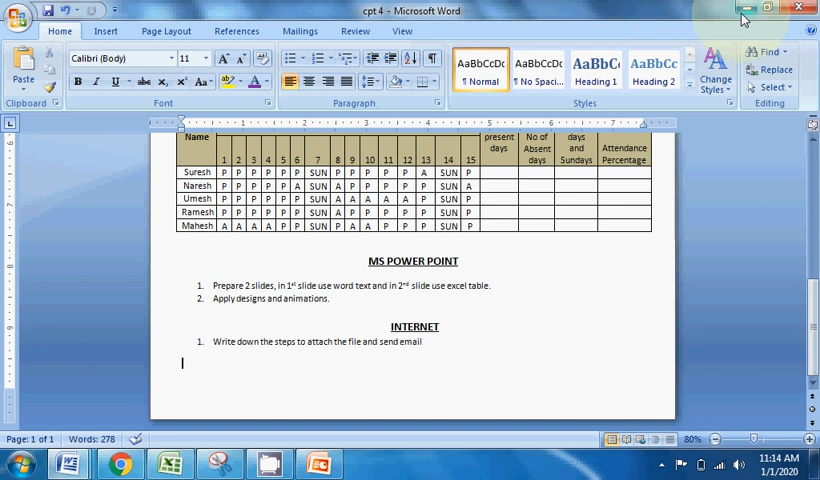 cpt 4 - Microsoft Word
Home Insert Page Layout References Mailings Review View
Paste
Clipboard
Calibri (Body) 11
B I U abc x₂ x² Aa
Font
Paragraph
AaBbCcDc AaBbCcDc AaBbC AaBbCc
¶ Normal ¶ No Spaci... Heading 1 Heading 2
Styles
Change Styles
Find
Replace
Select
Editing
Name 1 2 3 4 5 6 7 8 9 10 11 12 13 14 15 present days No of Absent days days and Sundays Attendance Percentage
Suresh P P P P P P SUN P P P P P A SUN P
Naresh P P P P P A SUN A P P P P P SUN A
Umesh P P P P P P SUN A A A A A P SUN P
Ramesh P P P P P P SUN A P P P P P SUN P
Mahesh A A A A P P SUN P A A P P P SUN P
MS POWER POINT
1. Prepare 2 slides, in 1st slide use word text and in 2nd slide use excel table.
2. Apply designs and animations.
INTERNET
1. Write down the steps to attach the file and send email
Page: 1 of 1 Words: 278 80%
11:14 AM
1/1/2020